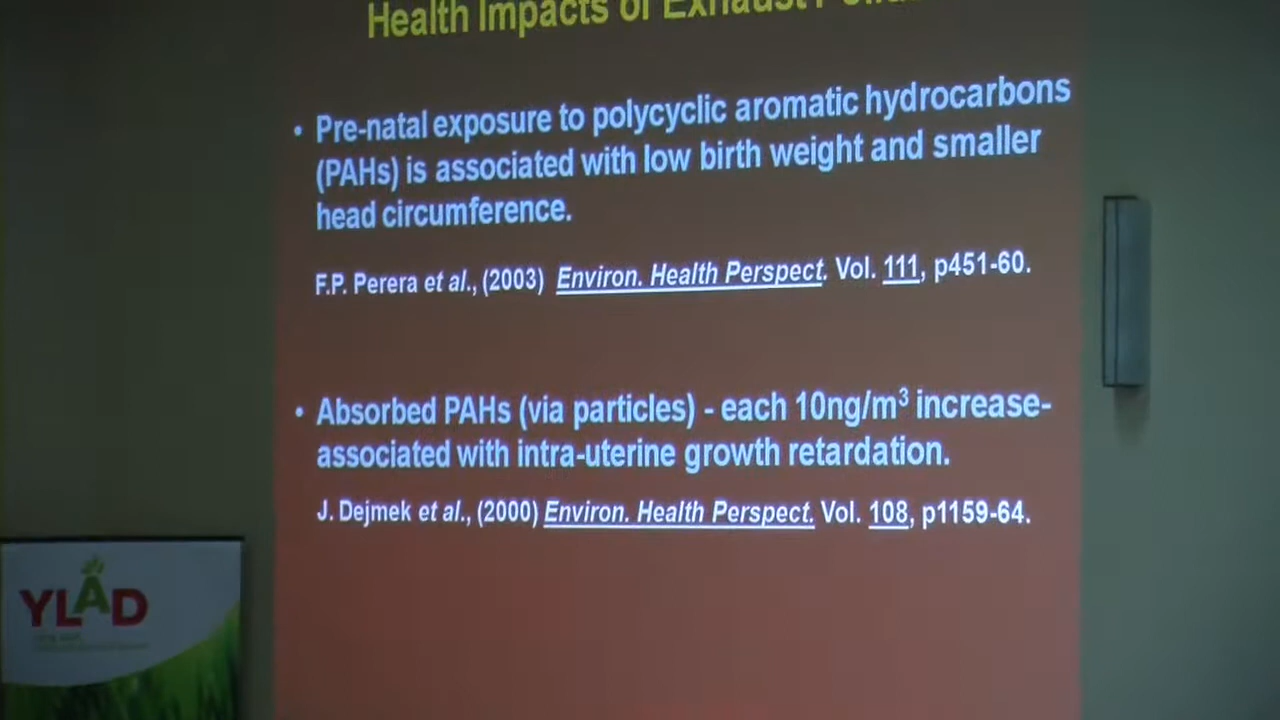 Health Impacts of Exhaust
• Pre-natal exposure to polycyclic aromatic hydrocarbons
(PAHs) is associated with low birth weight and smaller
head circumference.
F.P. Perera et al., (2003) Environ. Health Perspect. Vol. 111, p451-60.
• Absorbed PAHs (via particles) - each 10ng/m³ increase-
associated with intra-uterine growth retardation.
J. Dejmek et al., (2000) Environ. Health Perspect. Vol. 108, p1159-64.
YLAD